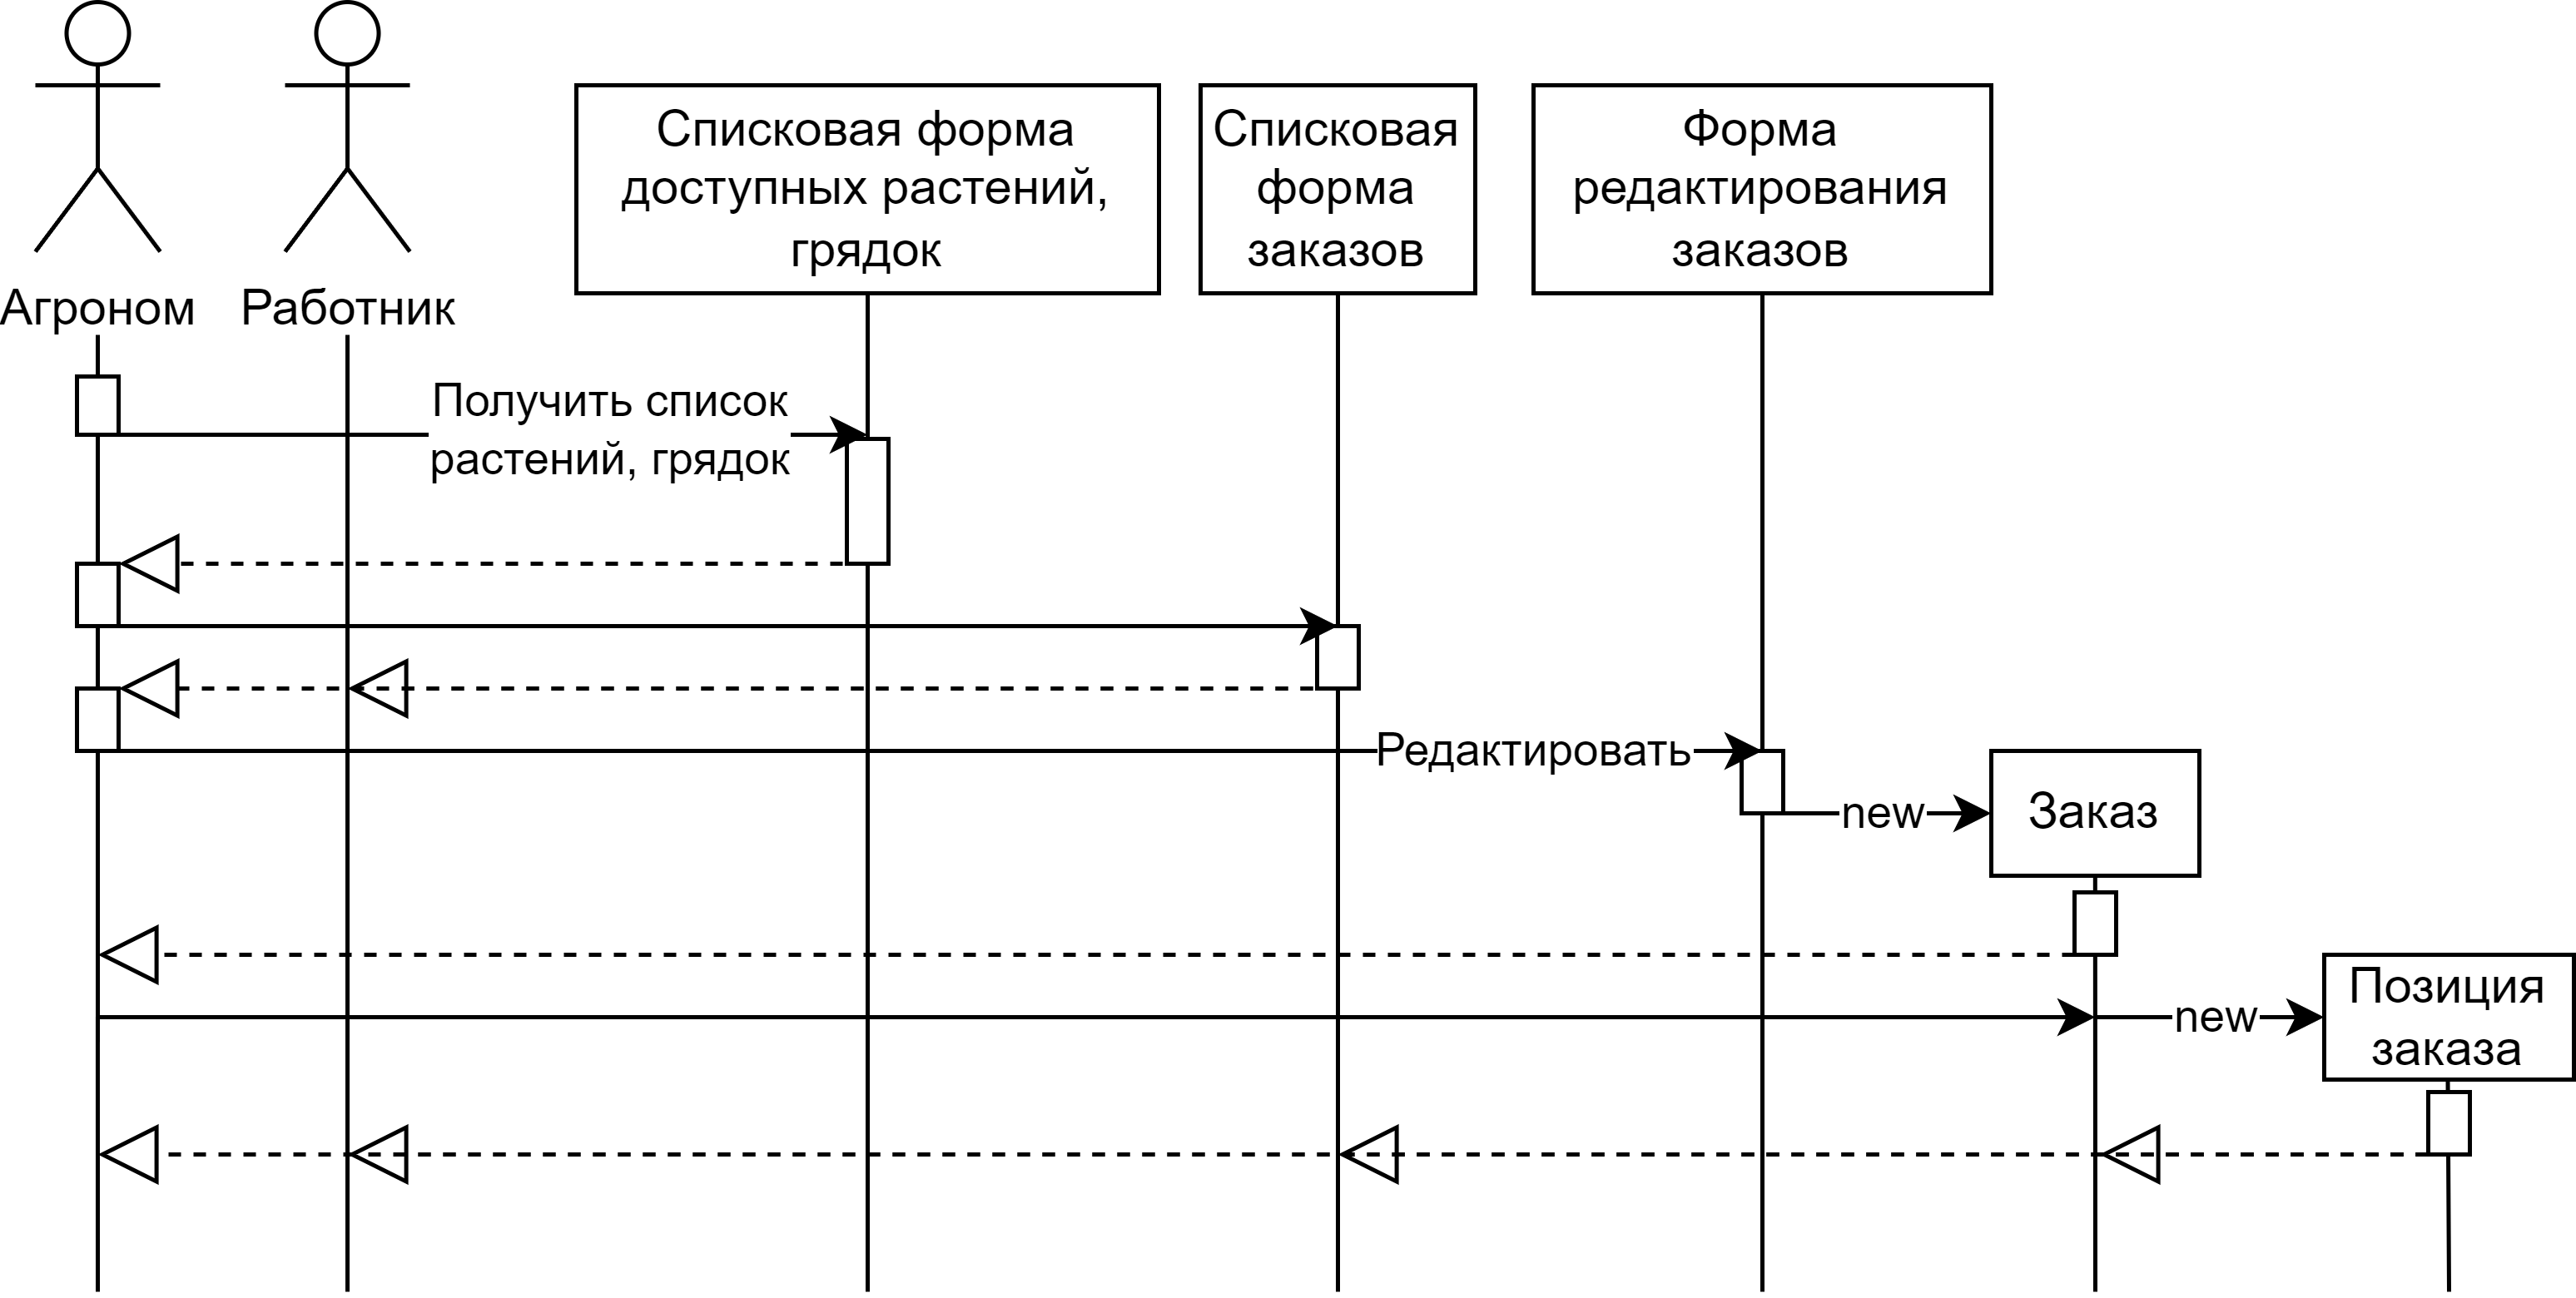 Агроном
Работник
Списковая форма
доступных растений,
грядок
Списковая
форма
заказов
Форма
редактирования
заказов
Получить список
растений, грядок
Редактировать
new
Заказ
new
Позиция
заказа